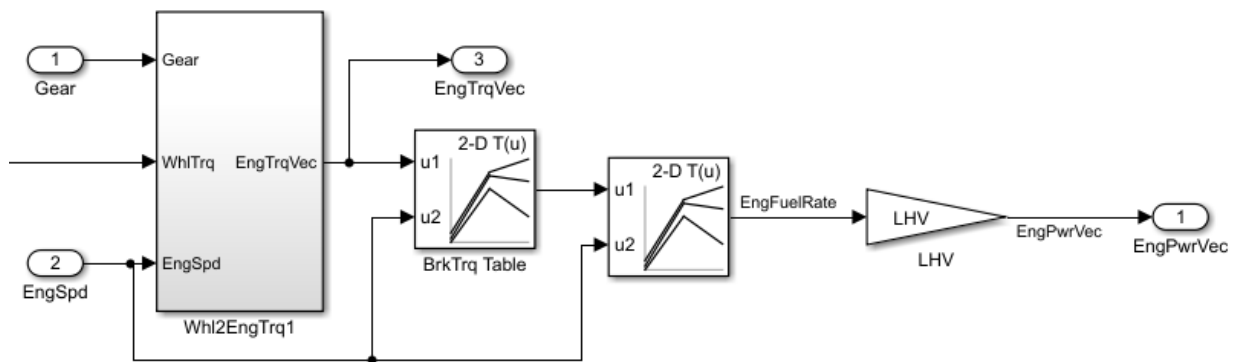 1
Gear
Gear
WhlTrq
EngTrqVec
2
EngSpd
EngSpd
Whl2EngTrq1
3
EngTrqVec
2-D T(u)
u1
u2
BrkTrq Table
2-D T(u)
u1
u2
EngFuelRate
LHV
LHV
EngPwrVec
1
EngPwrVec